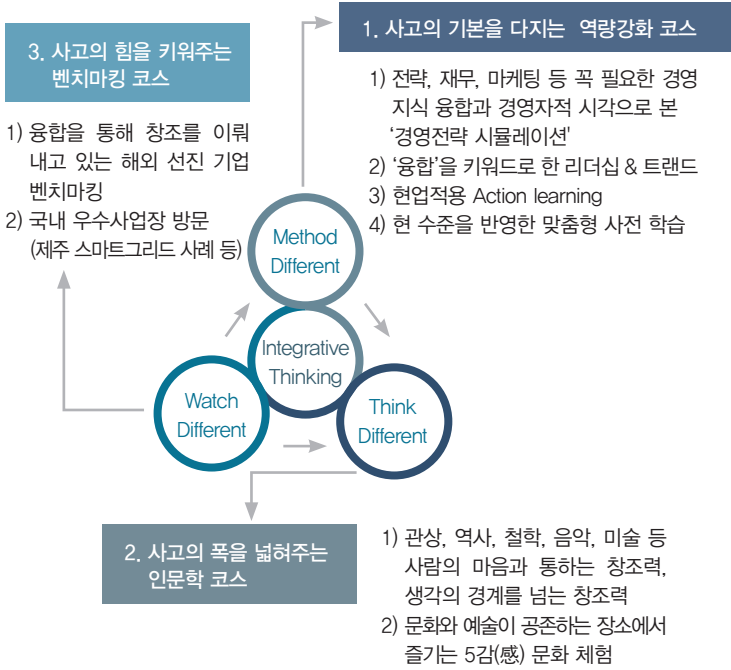 1. 사고의 기본을 다지는 역량강화 코스
1) 전략, 재무, 마케팅 등 꼭 필요한 경영
지식 융합과 경영자적 시각으로 본
‘경영전략 시뮬레이션'
2) ‘융합’을 키워드로 한 리더십 & 트랜드
3) 현업적용 Action learning
4) 현 수준을 반영한 맞춤형 사전 학습
3. 사고의 힘을 키워주는
벤치마킹 코스
1) 융합을 통해 창조를 이뤄
내고 있는 해외 선진 기업
벤치마킹
2) 국내 우수사업장 방문
(제주 스마트그리드 사례 등)
Method
Different
Integrative
Thinking
Watch
Different
Think
Different
2. 사고의 폭을 넓혀주는
인문학 코스
1) 관상, 역사, 철학, 음악, 미술 등
사람의 마음과 통하는 창조력,
생각의 경계를 넘는 창조력
2) 문화와 예술이 공존하는 장소에서
즐기는 5감(感) 문화 체험